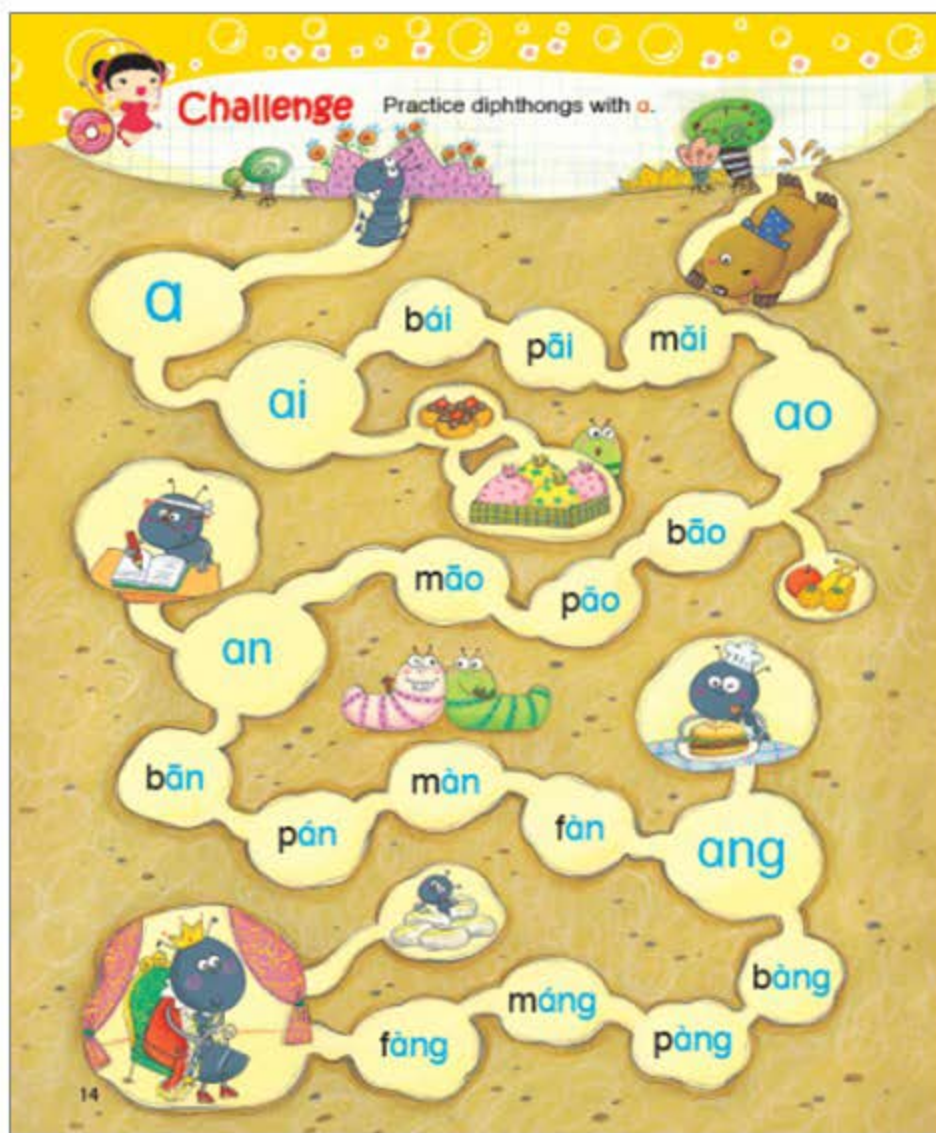 Challenge Practice diphthongs with a.
a
ai
bái
pāi
mǎi
ao
bāo
pāo
māo
an
bān
pán
màn
fàn
ang
bàng
pàng
máng
fàng
14